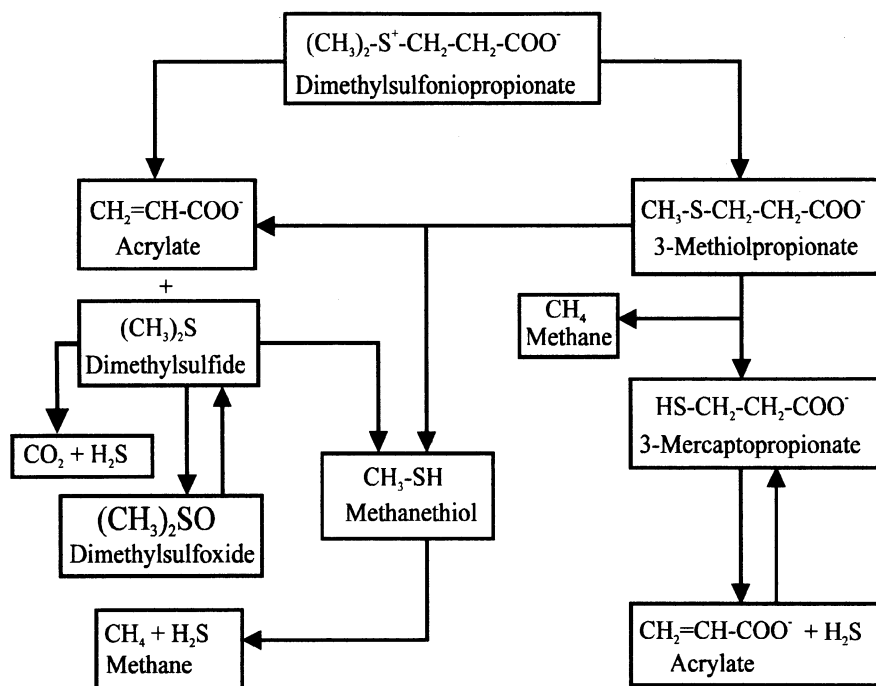 (CH₃)₂-S⁺-CH₂-CH₂-COO⁻
Dimethylsulfoniopropionate
CH₂=CH-COO⁻
Acrylate
+
(CH₃)₂S
Dimethylsulfide
CO₂ + H₂S
(CH₃)₂SO
Dimethylsulfoxide
CH₃-SH
Methanethiol
CH₄ + H₂S
Methane
CH₃-S-CH₂-CH₂-COO⁻
3-Methiolpropionate
CH₄
Methane
HS-CH₂-CH₂-COO⁻
3-Mercaptopropionate
CH₂=CH-COO⁻ + H₂S
Acrylate